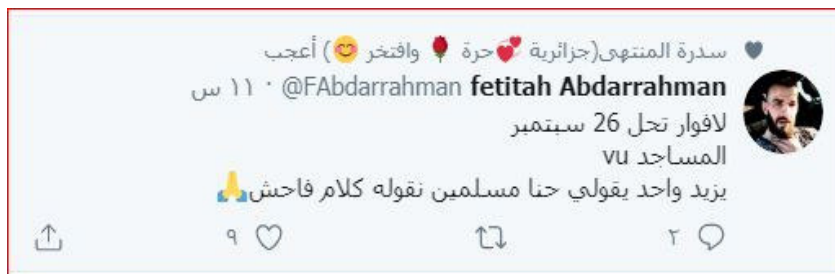 سدرة المنتهى(جزائرية 💞حرة 🌹 وافتخر 😊) أعجب
fetitah Abdarrahman @FAbdarrahman · ١١ س
لافوار تحل 26 سبتمبر
المساجد vu
يزيد واحد يقولي حنا مسلمين نقوله كلام فاحش🙏
٢ ٩